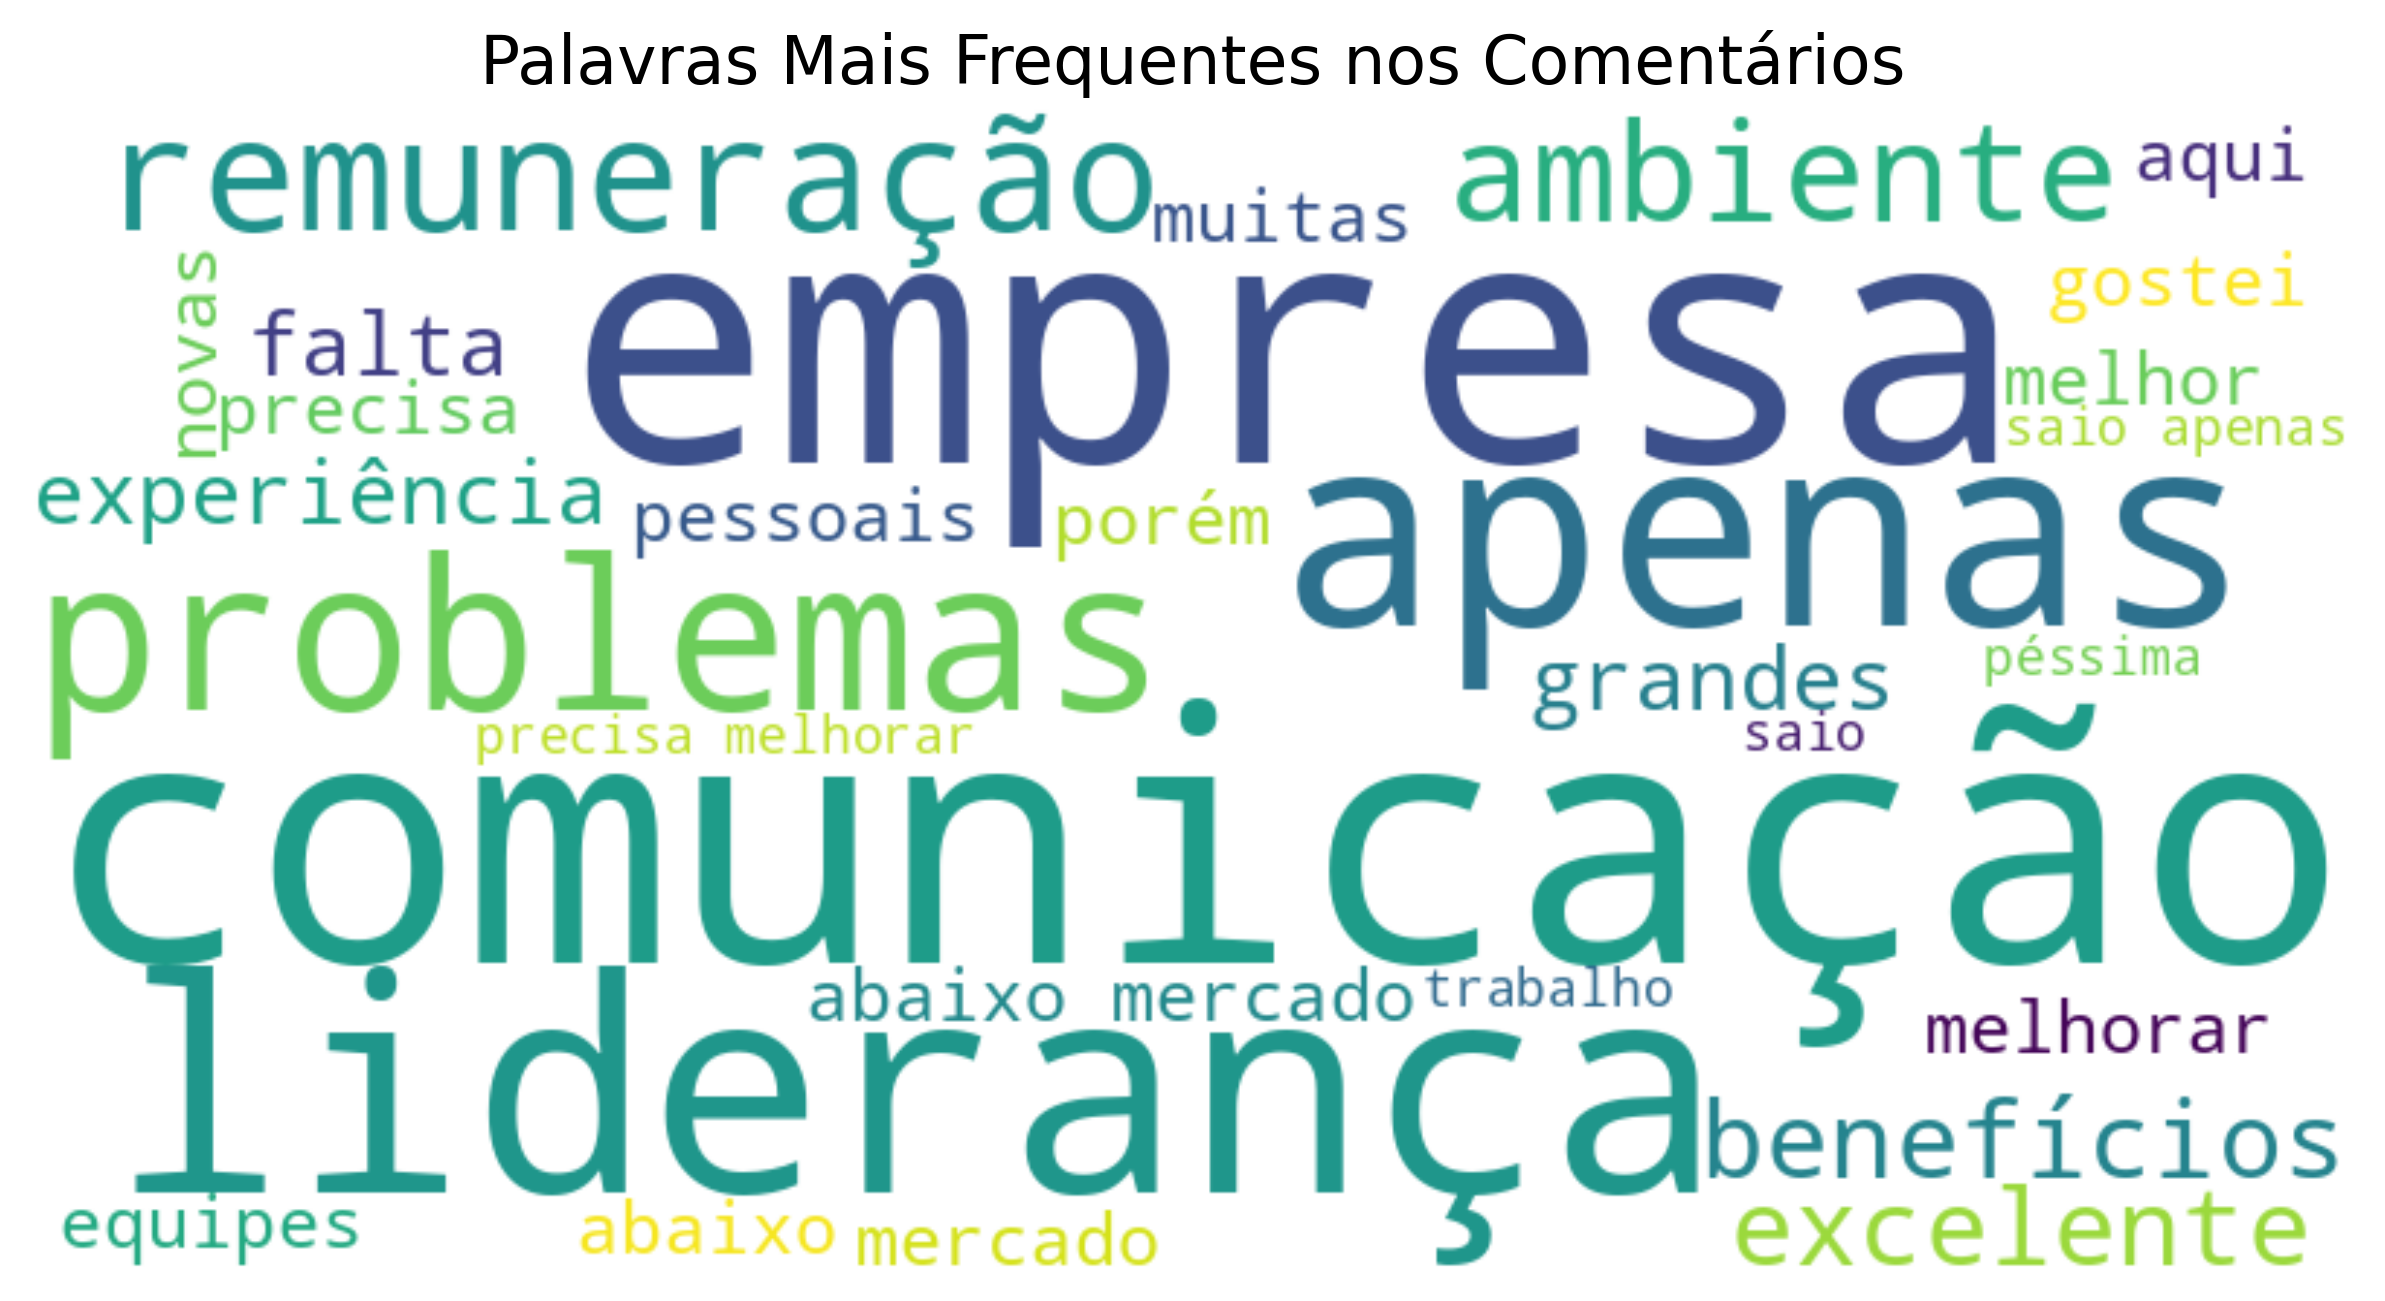 Palavras Mais Frequentes nos Comentários
remuneração
muitas
ambiente
aqui
novas
falta
empresa
gostei
precisa
melhor
saio apenas
experiência
pessoais
porém
apenas
problemas
grandes
péssima
precisa melhorar
saio
comunicação
liderança
abaixo mercado
trabalho
melhorar
benefícios
equipes
abaixo
mercado
excelente